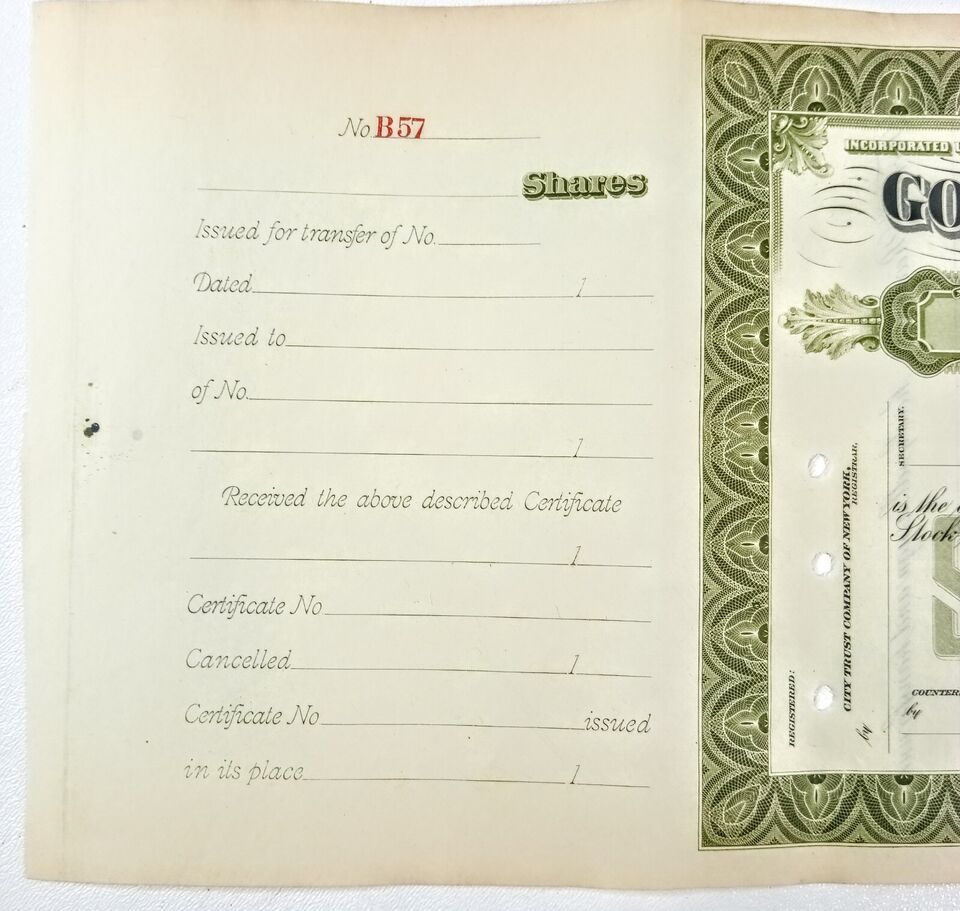 No. B57
Shares
Issued for transfer of No.
Dated 1
Issued to
of No.
1
Received the above described Certificate
1
Certificate No
Cancelled 1
Certificate No issued
in its place 1
INCORPORATED
GO
SECRETARY.
REGISTERED:
CITY TRUST COMPANY OF NEW YORK,
REGISTRAR.
by
is the
Stock
COUNTER
by